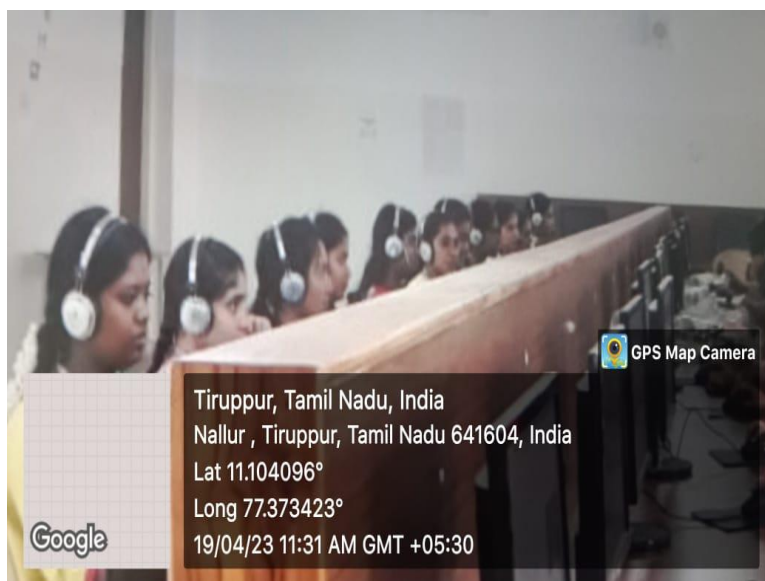 GPS Map Camera
Tiruppur, Tamil Nadu, India
Nallur , Tiruppur, Tamil Nadu 641604, India
Lat 11.104096°
Long 77.373423°
19/04/23 11:31 AM GMT +05:30
Google